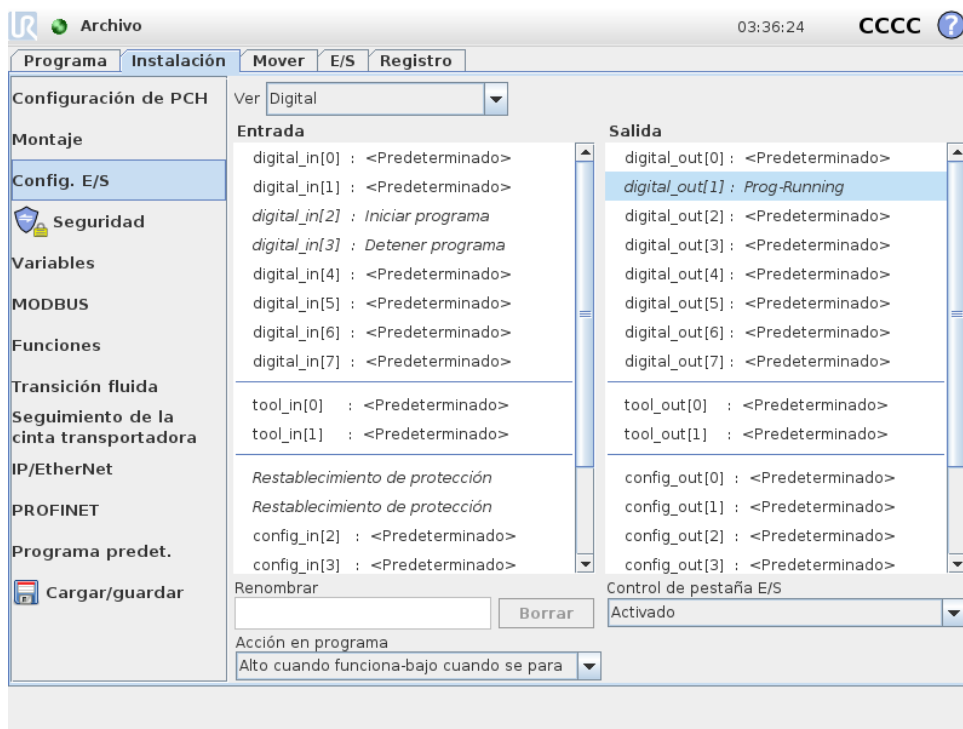 UR Archivo 03:36:24 CCCC ?
Programa Instalación Mover E/S Registro
Configuración de PCH
Montaje
Config. E/S
Seguridad
Variables
MODBUS
Funciones
Transición fluida
Seguimiento de la
cinta transportadora
IP/EtherNet
PROFINET
Programa predet.
Cargar/guardar
Ver Digital
Entrada
digital_in[0] : <Predeterminado>
digital_in[1] : <Predeterminado>
digital_in[2] : Iniciar programa
digital_in[3] : Detener programa
digital_in[4] : <Predeterminado>
digital_in[5] : <Predeterminado>
digital_in[6] : <Predeterminado>
digital_in[7] : <Predeterminado>
tool_in[0] : <Predeterminado>
tool_in[1] : <Predeterminado>
Restablecimiento de protección
Restablecimiento de protección
config_in[2] : <Predeterminado>
config_in[3] : <Predeterminado>
Salida
digital_out[0] : <Predeterminado>
digital_out[1] : Prog-Running
digital_out[2] : <Predeterminado>
digital_out[3] : <Predeterminado>
digital_out[4] : <Predeterminado>
digital_out[5] : <Predeterminado>
digital_out[6] : <Predeterminado>
digital_out[7] : <Predeterminado>
tool_out[0] : <Predeterminado>
tool_out[1] : <Predeterminado>
config_out[0] : <Predeterminado>
config_out[1] : <Predeterminado>
config_out[2] : <Predeterminado>
config_out[3] : <Predeterminado>
Renombrar
Borrar
Acción en programa
Alto cuando funciona-bajo cuando se para
Control de pestaña E/S
Activado